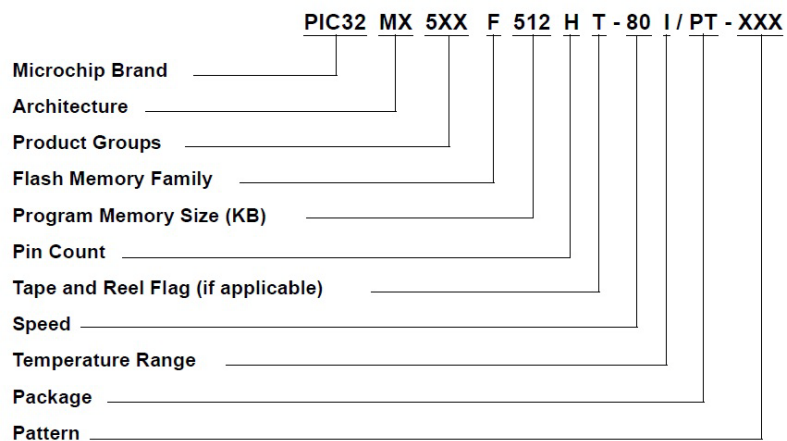 PIC32 MX 5XX F 512 H T - 80 I / PT - XXX
Microchip Brand
Architecture
Product Groups
Flash Memory Family
Program Memory Size (KB)
Pin Count
Tape and Reel Flag (if applicable)
Speed
Temperature Range
Package
Pattern